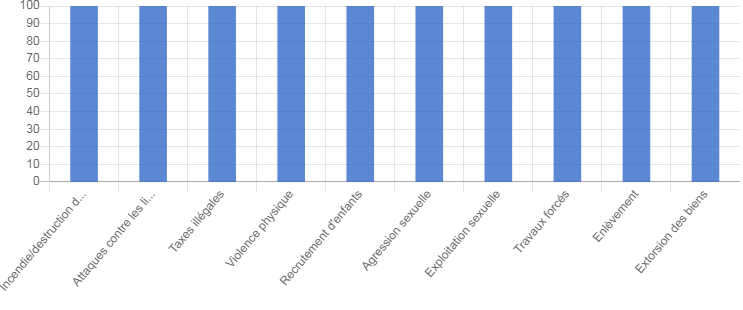 100
90
80
70
60
50
40
30
20
10
0
Incendie/destruction d...
Attaques contre les li...
Taxes illégales
Violence physique
Recrutement d'enfants
Agression sexuelle
Exploitation sexuelle
Travaux forcés
Enlèvement
Extorsion des biens